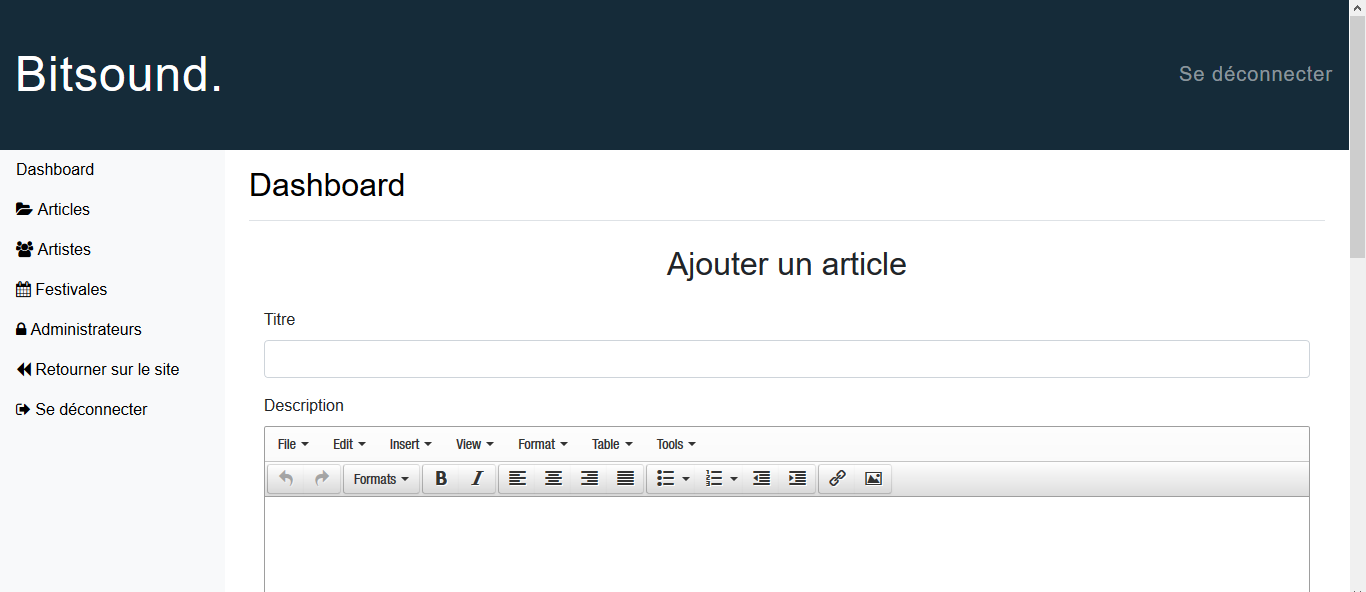 Bitsound.
Se déconnecter
Dashboard
Articles
Artistes
Festivales
Administrateurs
Retourner sur le site
Se déconnecter
Dashboard
Ajouter un article
Titre
Description
File Edit Insert View Format Table Tools
Formats B I